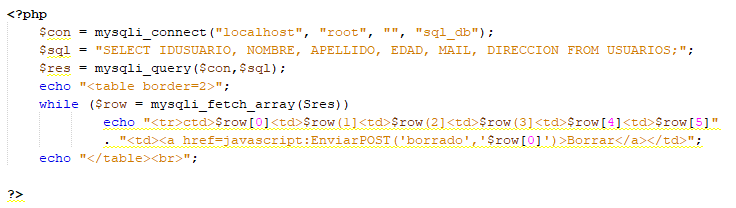 <?php
$con = mysqli_connect("localhost", "root", "", "sql_db");
$sql = "SELECT IDUSUARIO, NOMBRE, APELLIDO, EDAD, MAIL, DIRECCION FROM USUARIOS;";
$res = mysqli_query($con,$sql);
echo "<table border=2>";
while ($row = mysqli_fetch_array(Sres))
echo "<tr>ctd>$row[0]<td>$row(1]<td>$row(2]<td>$row(3]<td>$row[4]<td>$row[5]"
. "<td><a href=javascript:EnviarPOST('borrado','$row[0]')>Borrar</a></td>";
echo "</table><br>";
?>